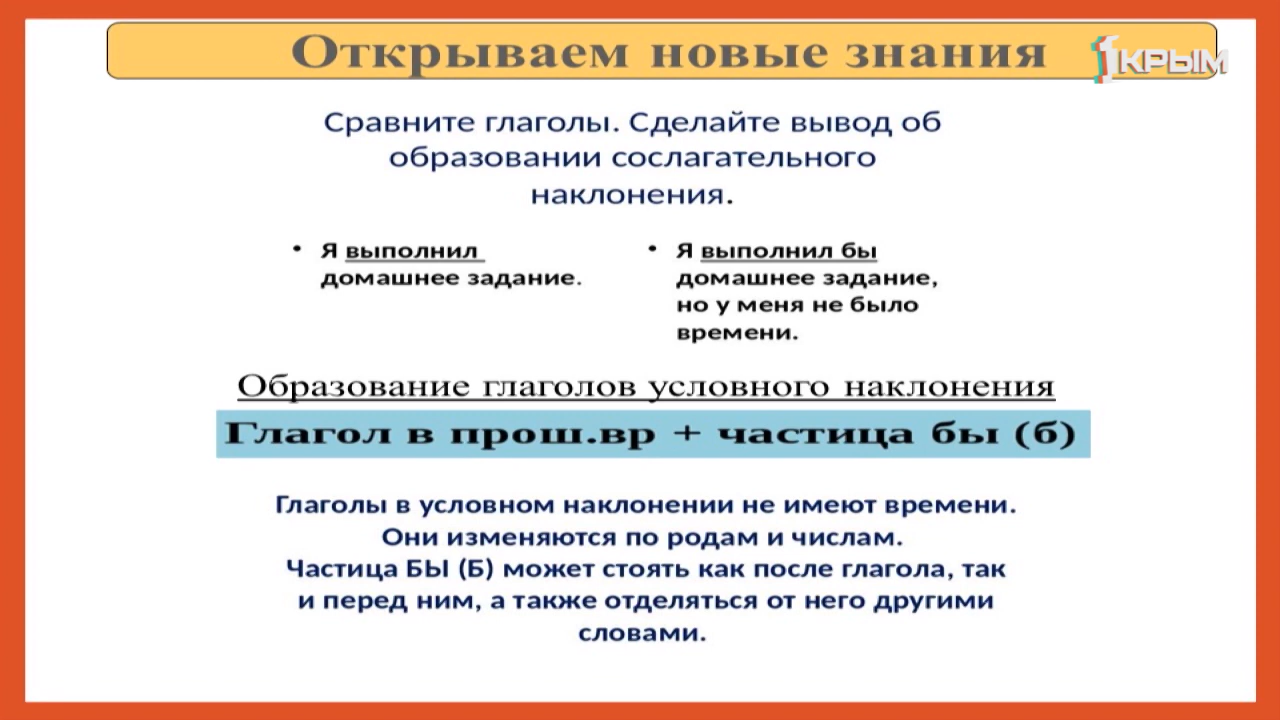 Открываем новые знания
1КРЫМ
Сравните глаголы. Сделайте вывод об
образовании сослагательного
наклонения.
• Я выполнил
домашнее задание.
• Я выполнил бы
домашнее задание,
но у меня не было
времени.
Образование глаголов условного наклонения
Глагол в прош.вр + частица бы (б)
Глаголы в условном наклонении не имеют времени.
Они изменяются по родам и числам.
Частица БЫ (Б) может стоять как после глагола, так
и перед ним, а также отделяться от него другими
словами.